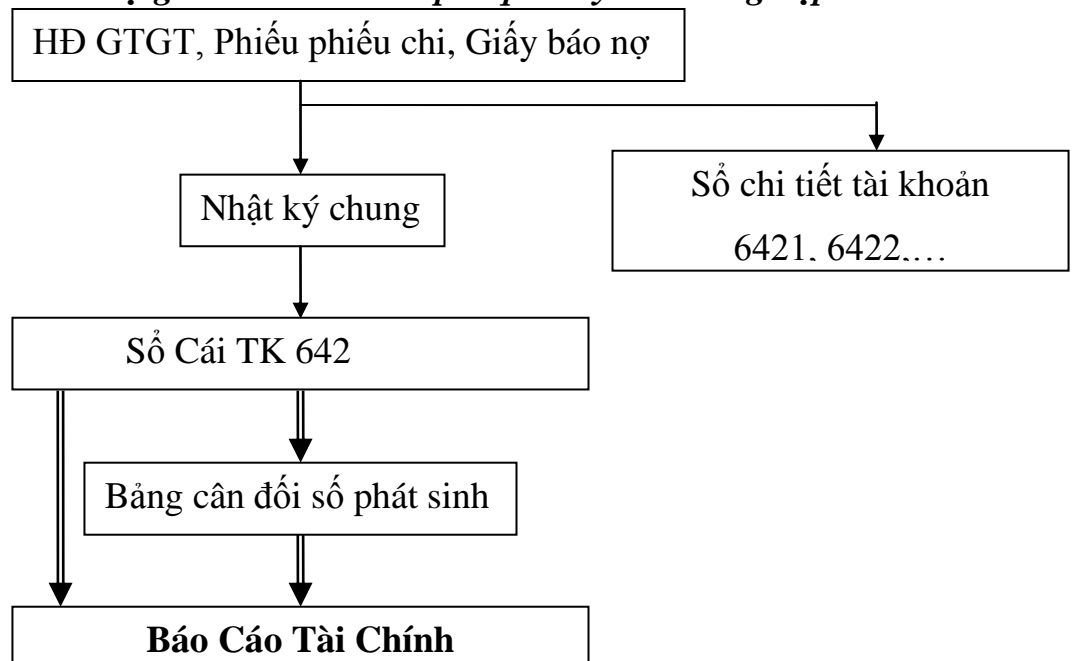 HĐ GTGT, Phiếu phiếu chi, Giấy báo nợ
Nhật ký chung
Sổ chi tiết tài khoản
6421, 6422,…
Sổ Cái TK 642
Bảng cân đối số phát sinh
Báo Cáo Tài Chính